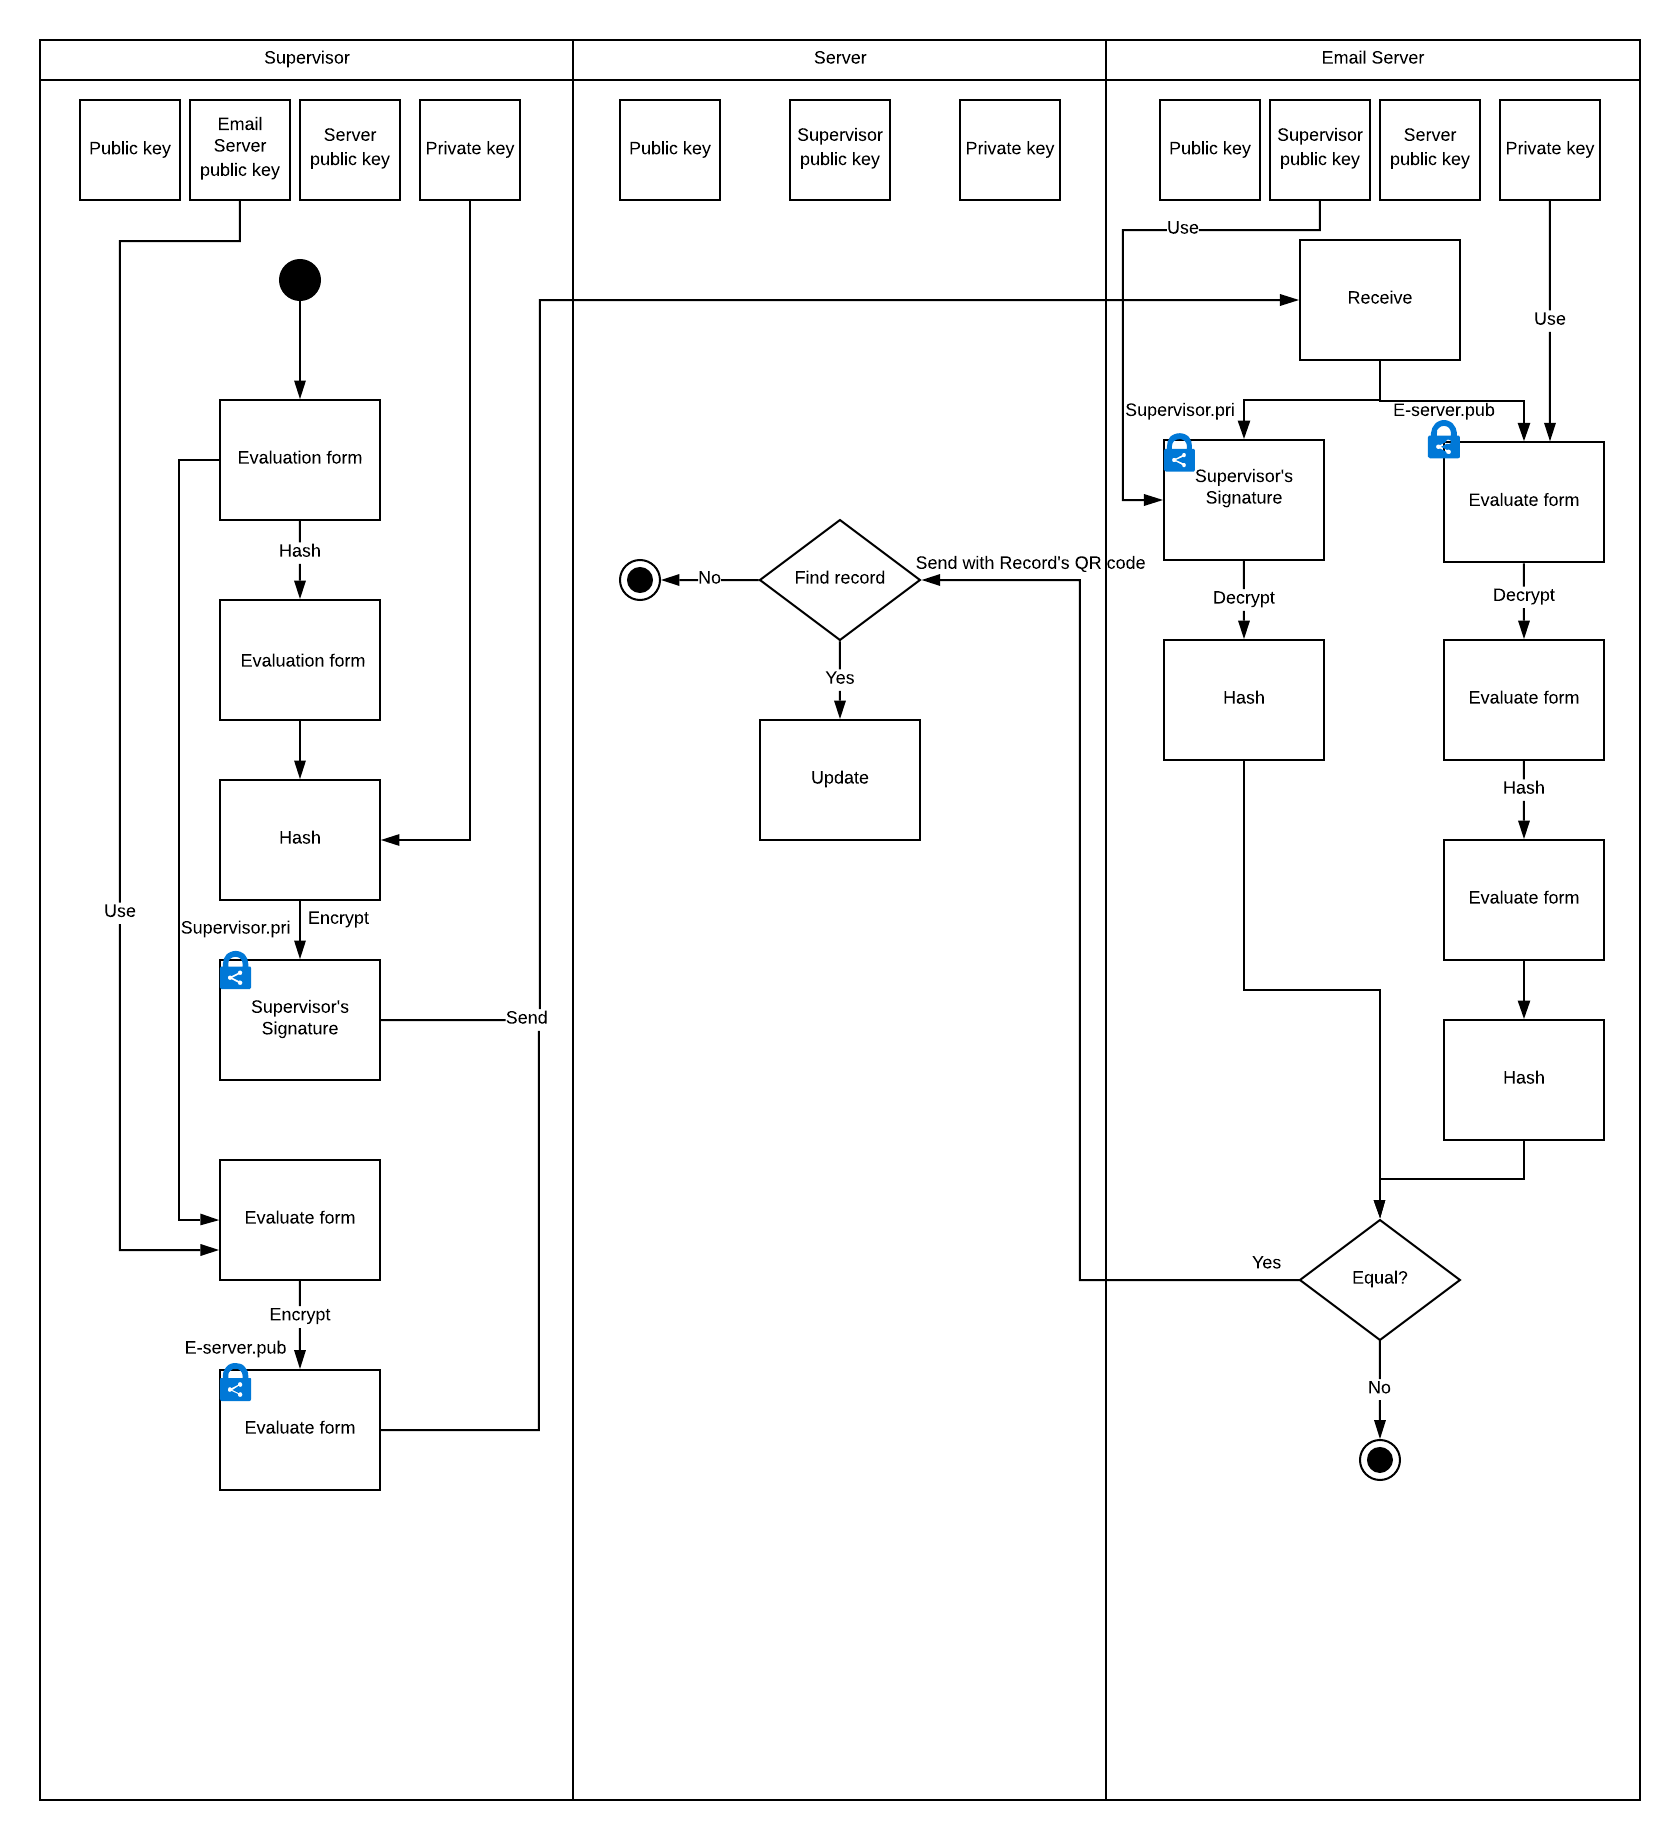 Supervisor
Server
Email Server
Public key
Email
Server
public key
Server
public key
Private key
Public key
Supervisor
public key
Private key
Public key
Supervisor
public key
Server
public key
Private key
Use
Evaluation form
Hash
Evaluation form
Hash
Encrypt
Supervisor.pri
Supervisor's
Signature
Send
Evaluate form
Encrypt
E-server.pub
Evaluate form
Use
Receive
Use
Supervisor.pri
E-server.pub
Supervisor's
Signature
Evaluate form
Decrypt
Decrypt
Hash
Evaluate form
Hash
Evaluate form
Hash
Equal?
Yes
No
Send with Record's QR code
Find record
No
Yes
Update